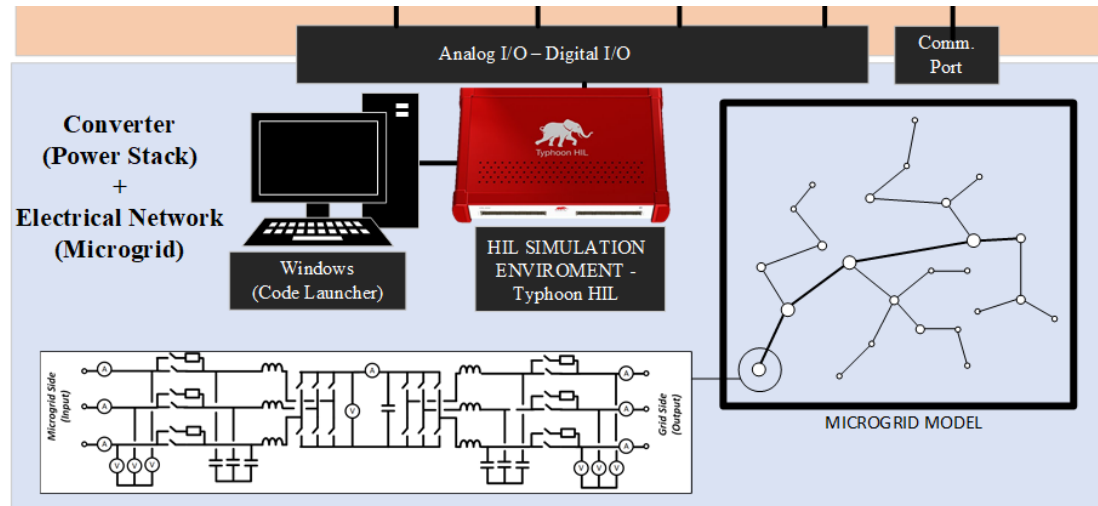 Analog I/O – Digital I/O
Comm.
Port
Converter
(Power Stack)
+
Electrical Network
(Microgrid)
Typhoon HIL
Windows
(Code Launcher)
HIL SIMULATION
ENVIROMENT -
Typhoon HIL
Microgrid Side
(Input)
A
A
A
V
V
V
V
A
A
A
A
V
V
V
Grid Side
(Output)
MICROGRID MODEL